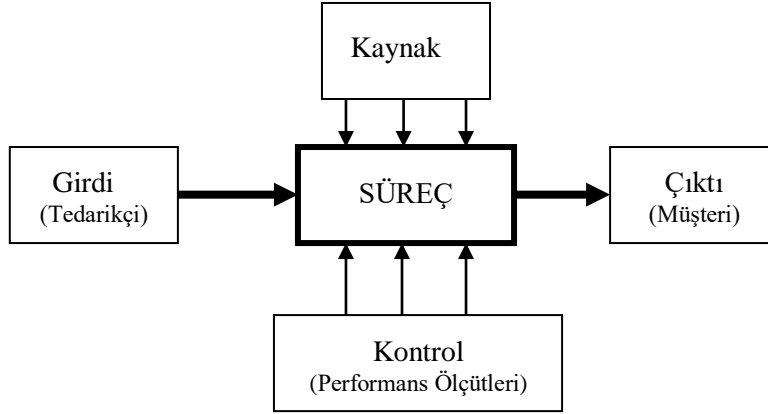 Kaynak
Girdi
(Tedarikçi)
SÜREÇ
Çıktı
(Müşteri)
Kontrol
(Performans Ölçütleri)